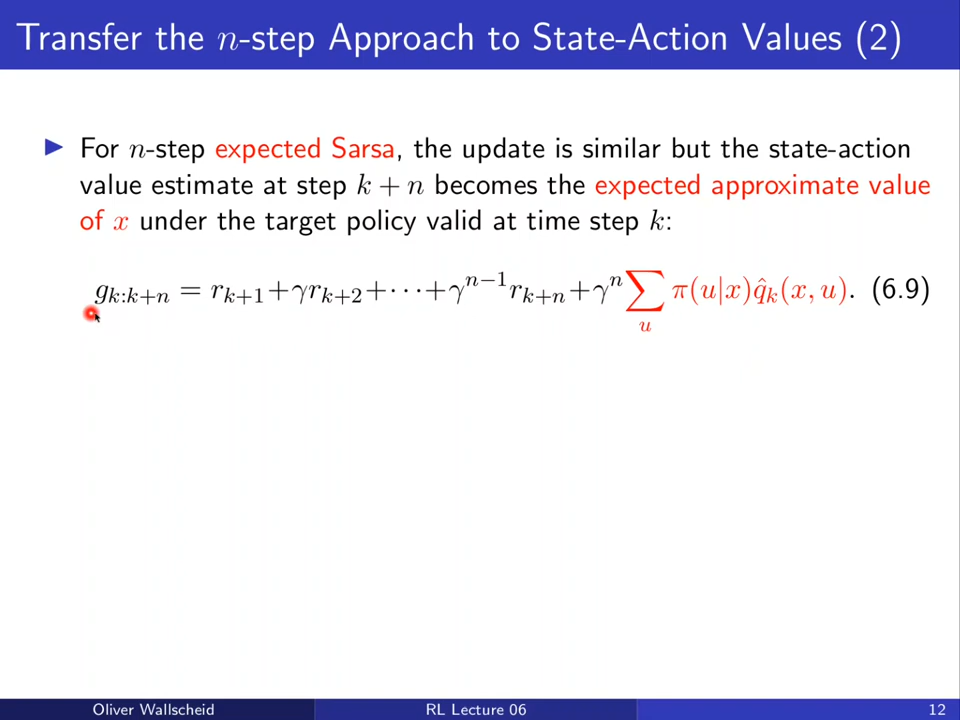 Transfer the n-step Approach to State-Action Values (2)
▶ For n-step expected Sarsa, the update is similar but the state-action
value estimate at step k + n becomes the expected approximate value
of x under the target policy valid at time step k:
g_{k:k+n} = r_{k+1}+γr_{k+2}+⋯+γ^{n−1}r_{k+n}+γ^n ∑_u π(u|x)q̂_k(x, u). (6.9)
Oliver Wallscheid RL Lecture 06 12